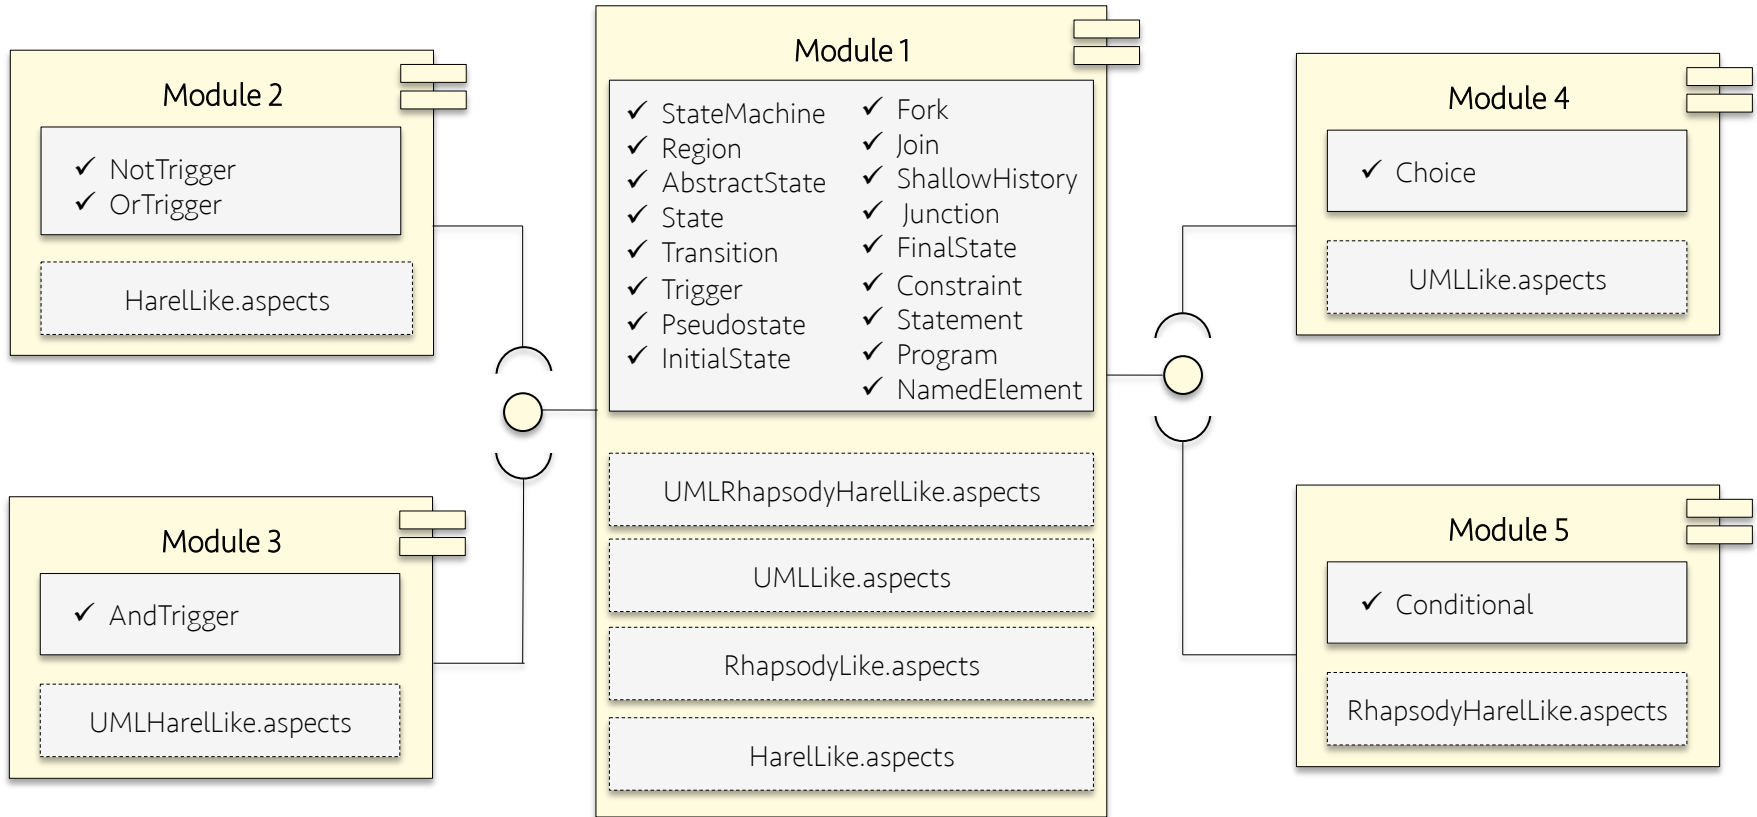 Module 2
NotTrigger
OrTrigger
HarelLike.aspects
Module 3
AndTrigger
UMLHarelLike.aspects
Module 1
StateMachine
Region
AbstractState
State
Transition
Trigger
Pseudostate
InitialState
Fork
Join
ShallowHistory
Junction
FinalState
Constraint
Statement
Program
NamedElement
UMLRhapsodyHarelLike.aspects
UMLLike.aspects
RhapsodyLike.aspects
HarelLike.aspects
Module 4
Choice
UMLLike.aspects
Module 5
Conditional
RhapsodyHarelLike.aspects